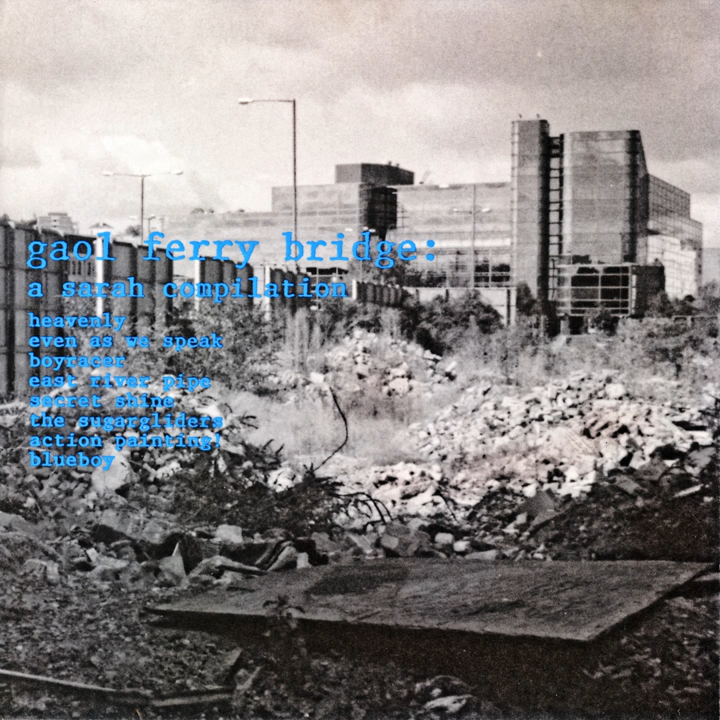 gaol ferry bridge:
a sarah compilation
heavenly
even as we speak
boyracer
east river pipe
secret shine
the sugargliders
action painting!
blueboy